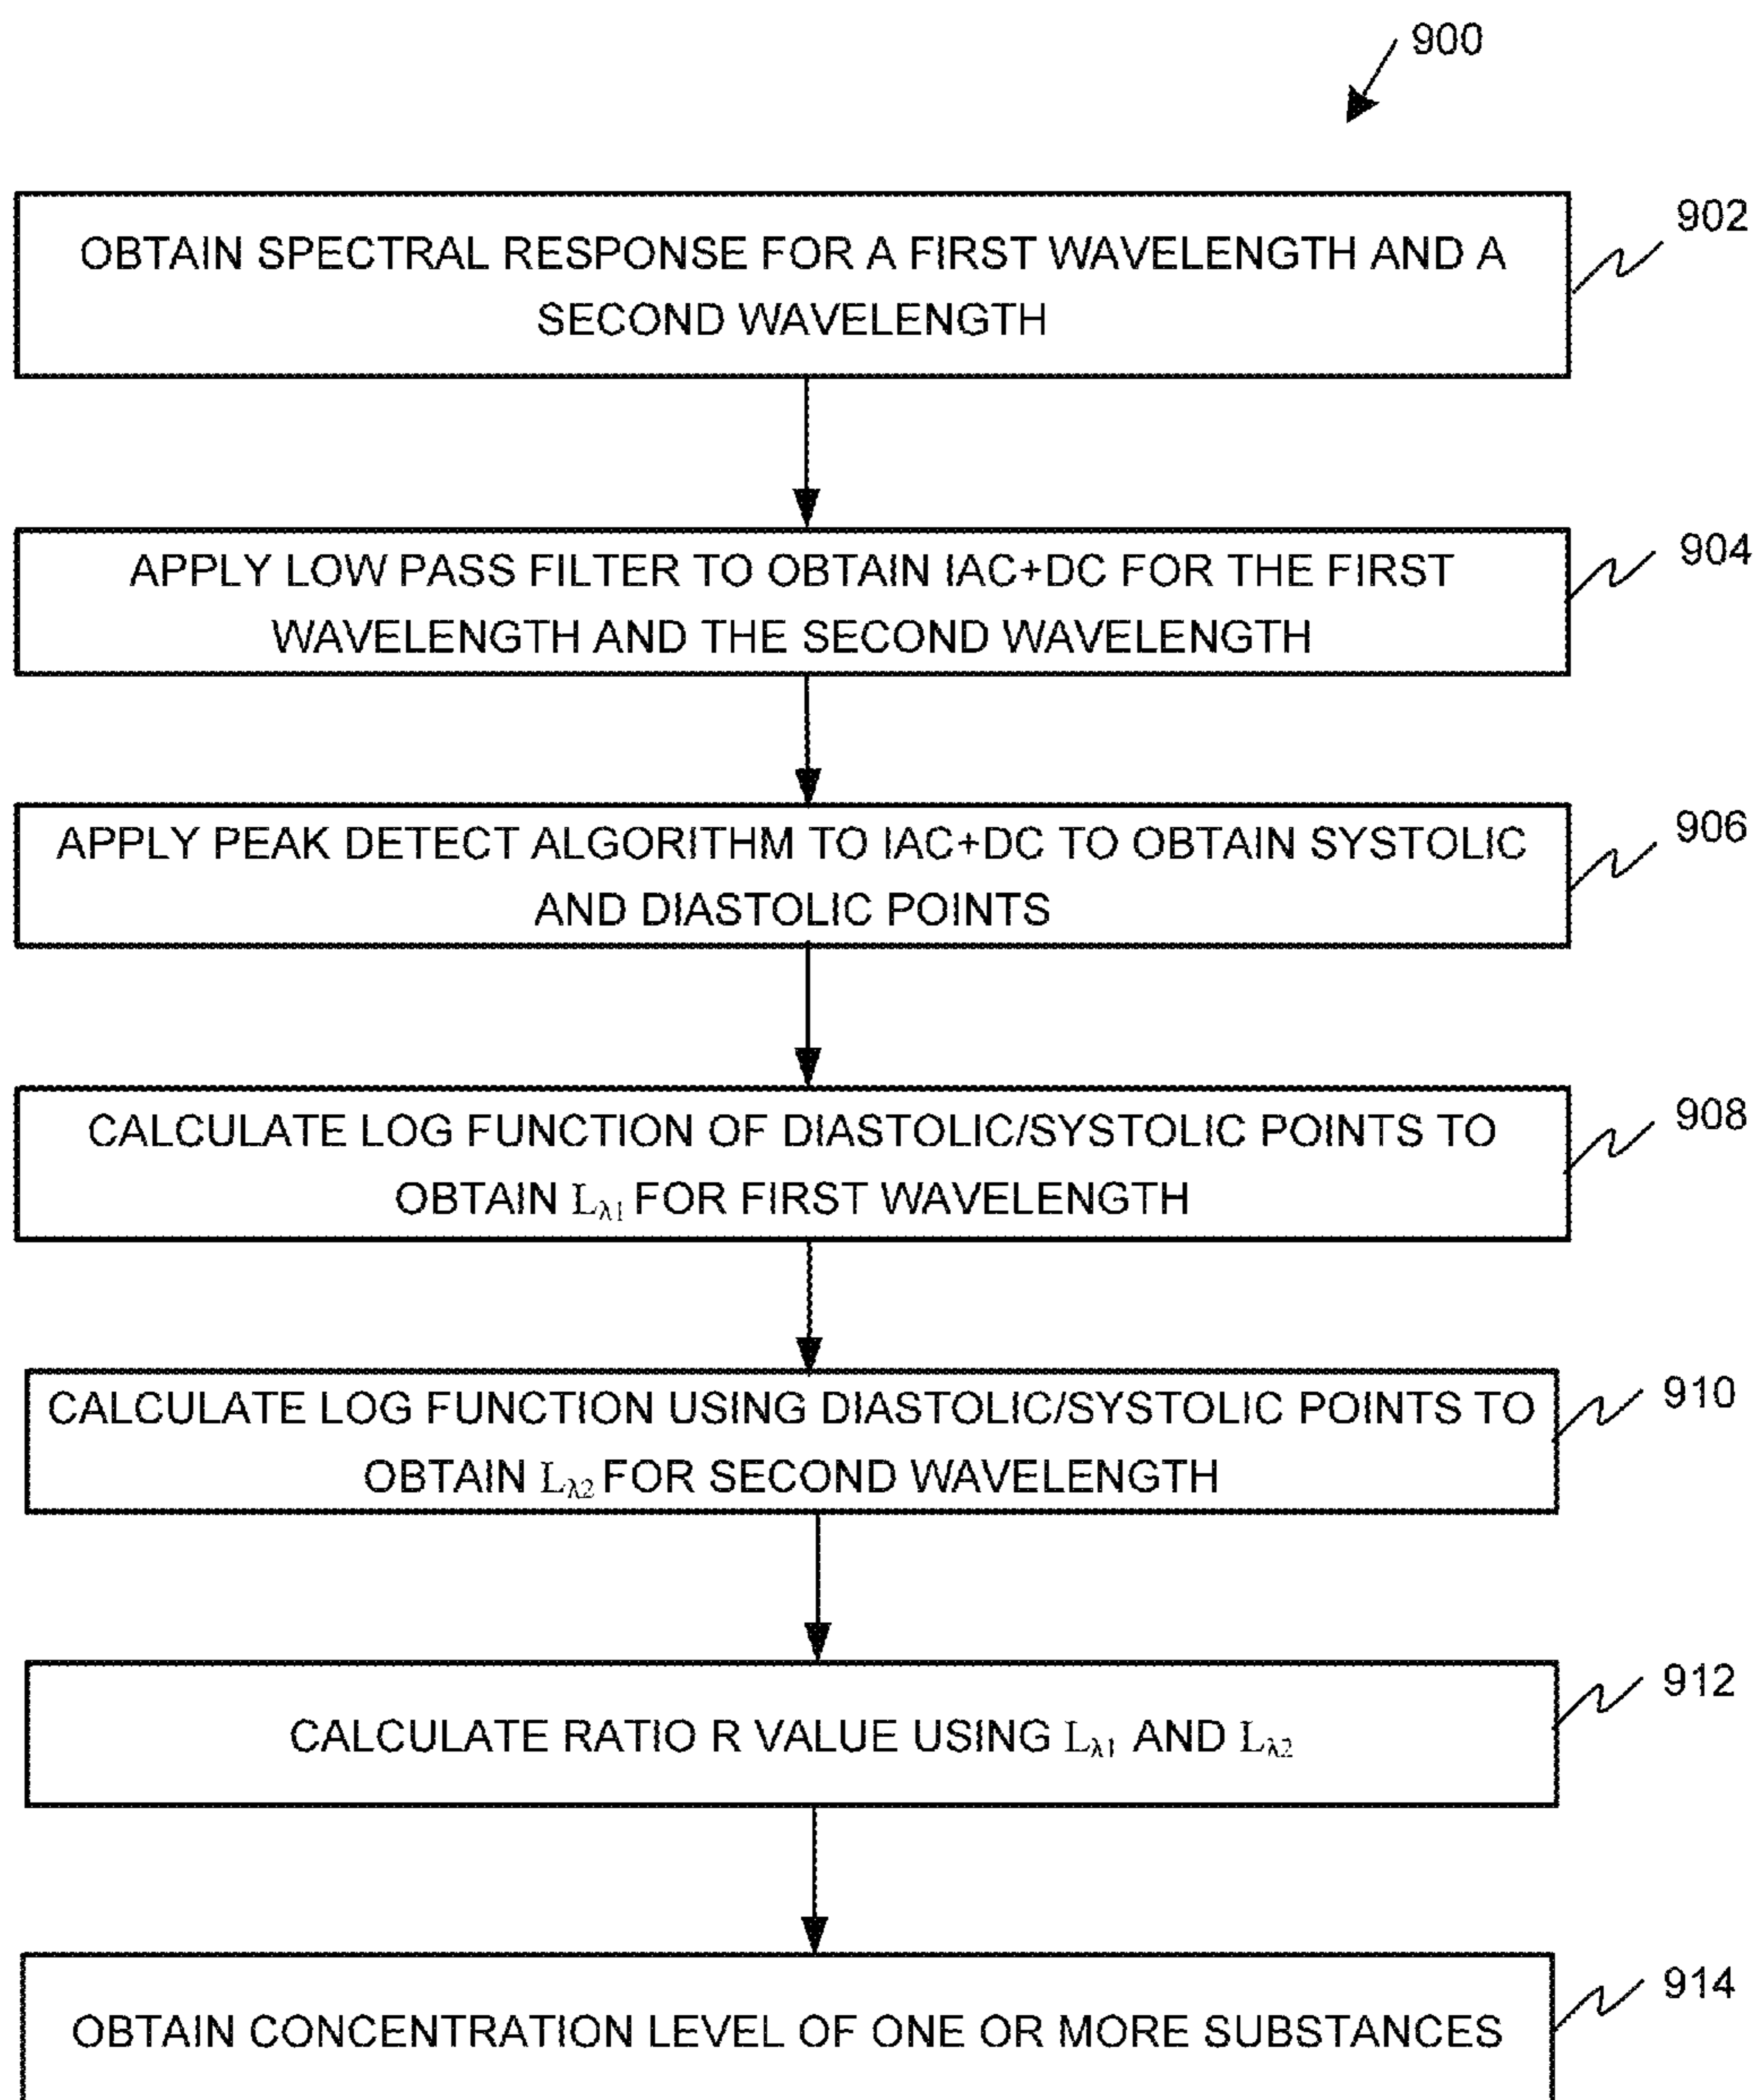 900
902
OBTAIN SPECTRAL RESPONSE FOR A FIRST WAVELENGTH AND A
SECOND WAVELENGTH
904
APPLY LOW PASS FILTER TO OBTAIN IAC+DC FOR THE FIRST
WAVELENGTH AND THE SECOND WAVELENGTH
906
APPLY PEAK DETECT ALGORITHM TO IAC+DC TO OBTAIN SYSTOLIC
AND DIASTOLIC POINTS
908
CALCULATE LOG FUNCTION OF DIASTOLIC/SYSTOLIC POINTS TO
OBTAIN Lλ1 FOR FIRST WAVELENGTH
910
CALCULATE LOG FUNCTION USING DIASTOLIC/SYSTOLIC POINTS TO
OBTAIN Lλ2 FOR SECOND WAVELENGTH
912
CALCULATE RATIO R VALUE USING Lλ1 AND Lλ2
914
OBTAIN CONCENTRATION LEVEL OF ONE OR MORE SUBSTANCES